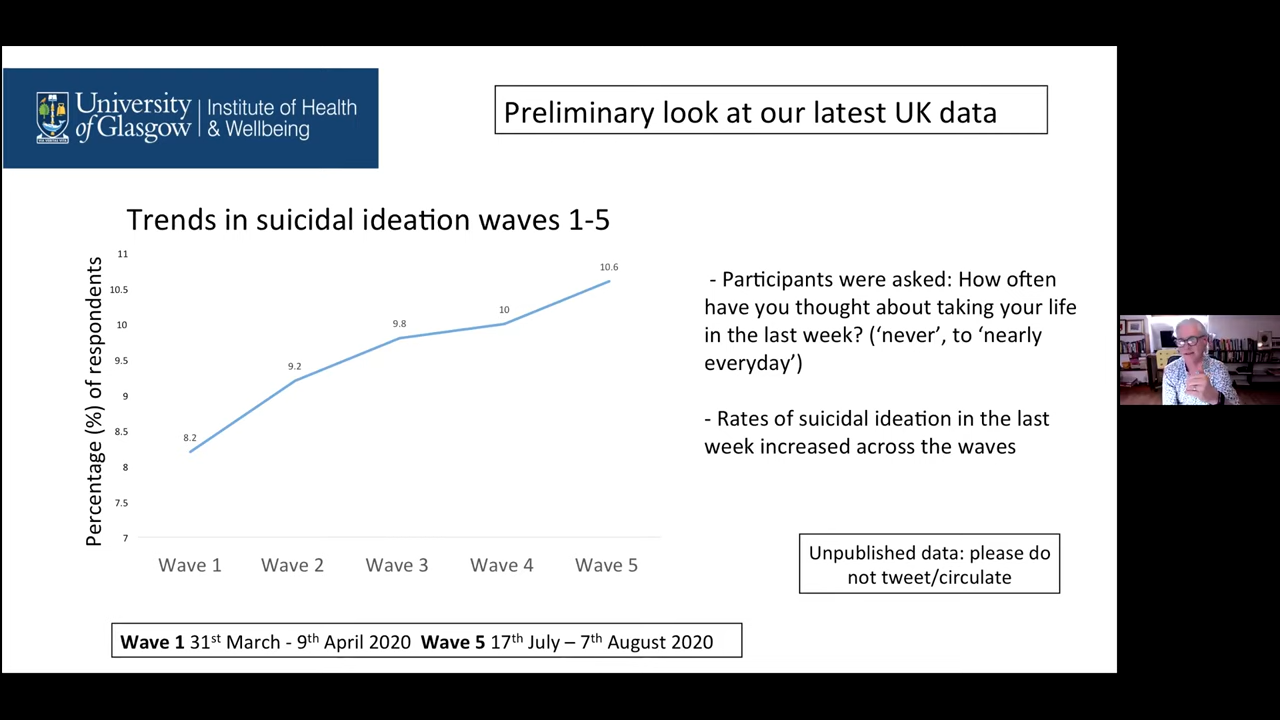 University
of Glasgow
Institute of Health
& Wellbeing
Preliminary look at our latest UK data
Trends in suicidal ideation waves 1-5
Percentage (%) of respondents
11
10.5
10
9.5
9
8.5
8
7.5
7
8.2
9.2
9.8
10
10.6
Wave 1 Wave 2 Wave 3 Wave 4 Wave 5
- Participants were asked: How often
have you thought about taking your life
in the last week? (‘never’, to ‘nearly
everyday’)
- Rates of suicidal ideation in the last
week increased across the waves
Unpublished data: please do
not tweet/circulate
Wave 1 31st March - 9th April 2020 Wave 5 17th July – 7th August 2020